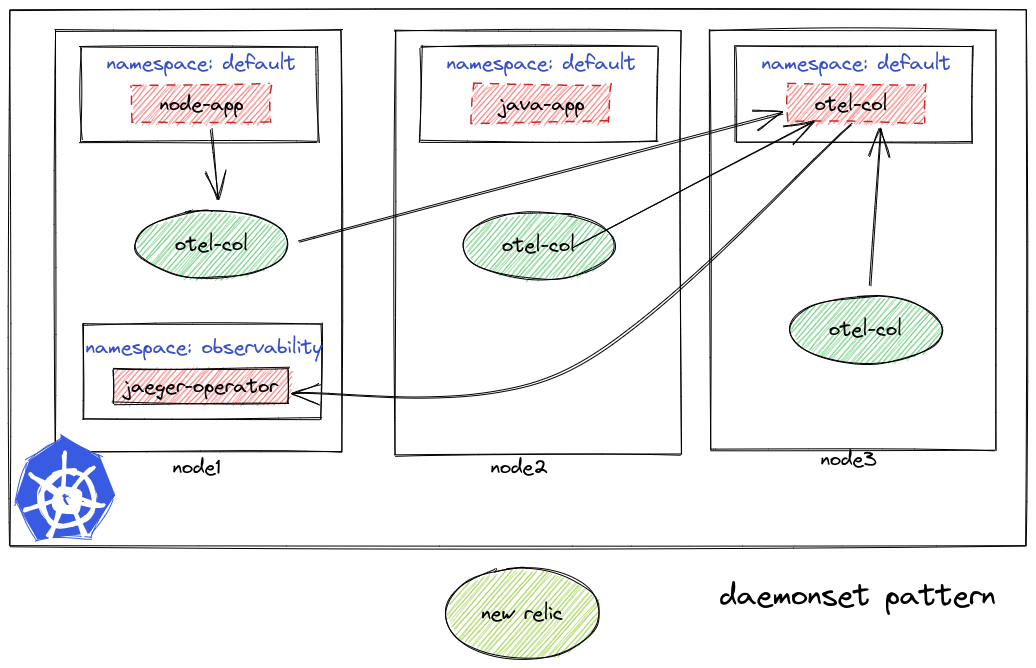 namespace: default
node-app
otel-col
namespace: observability
jaeger-operator
node1
namespace: default
java-app
otel-col
node2
namespace: default
otel-col
otel-col
node3
new relic
daemonset pattern